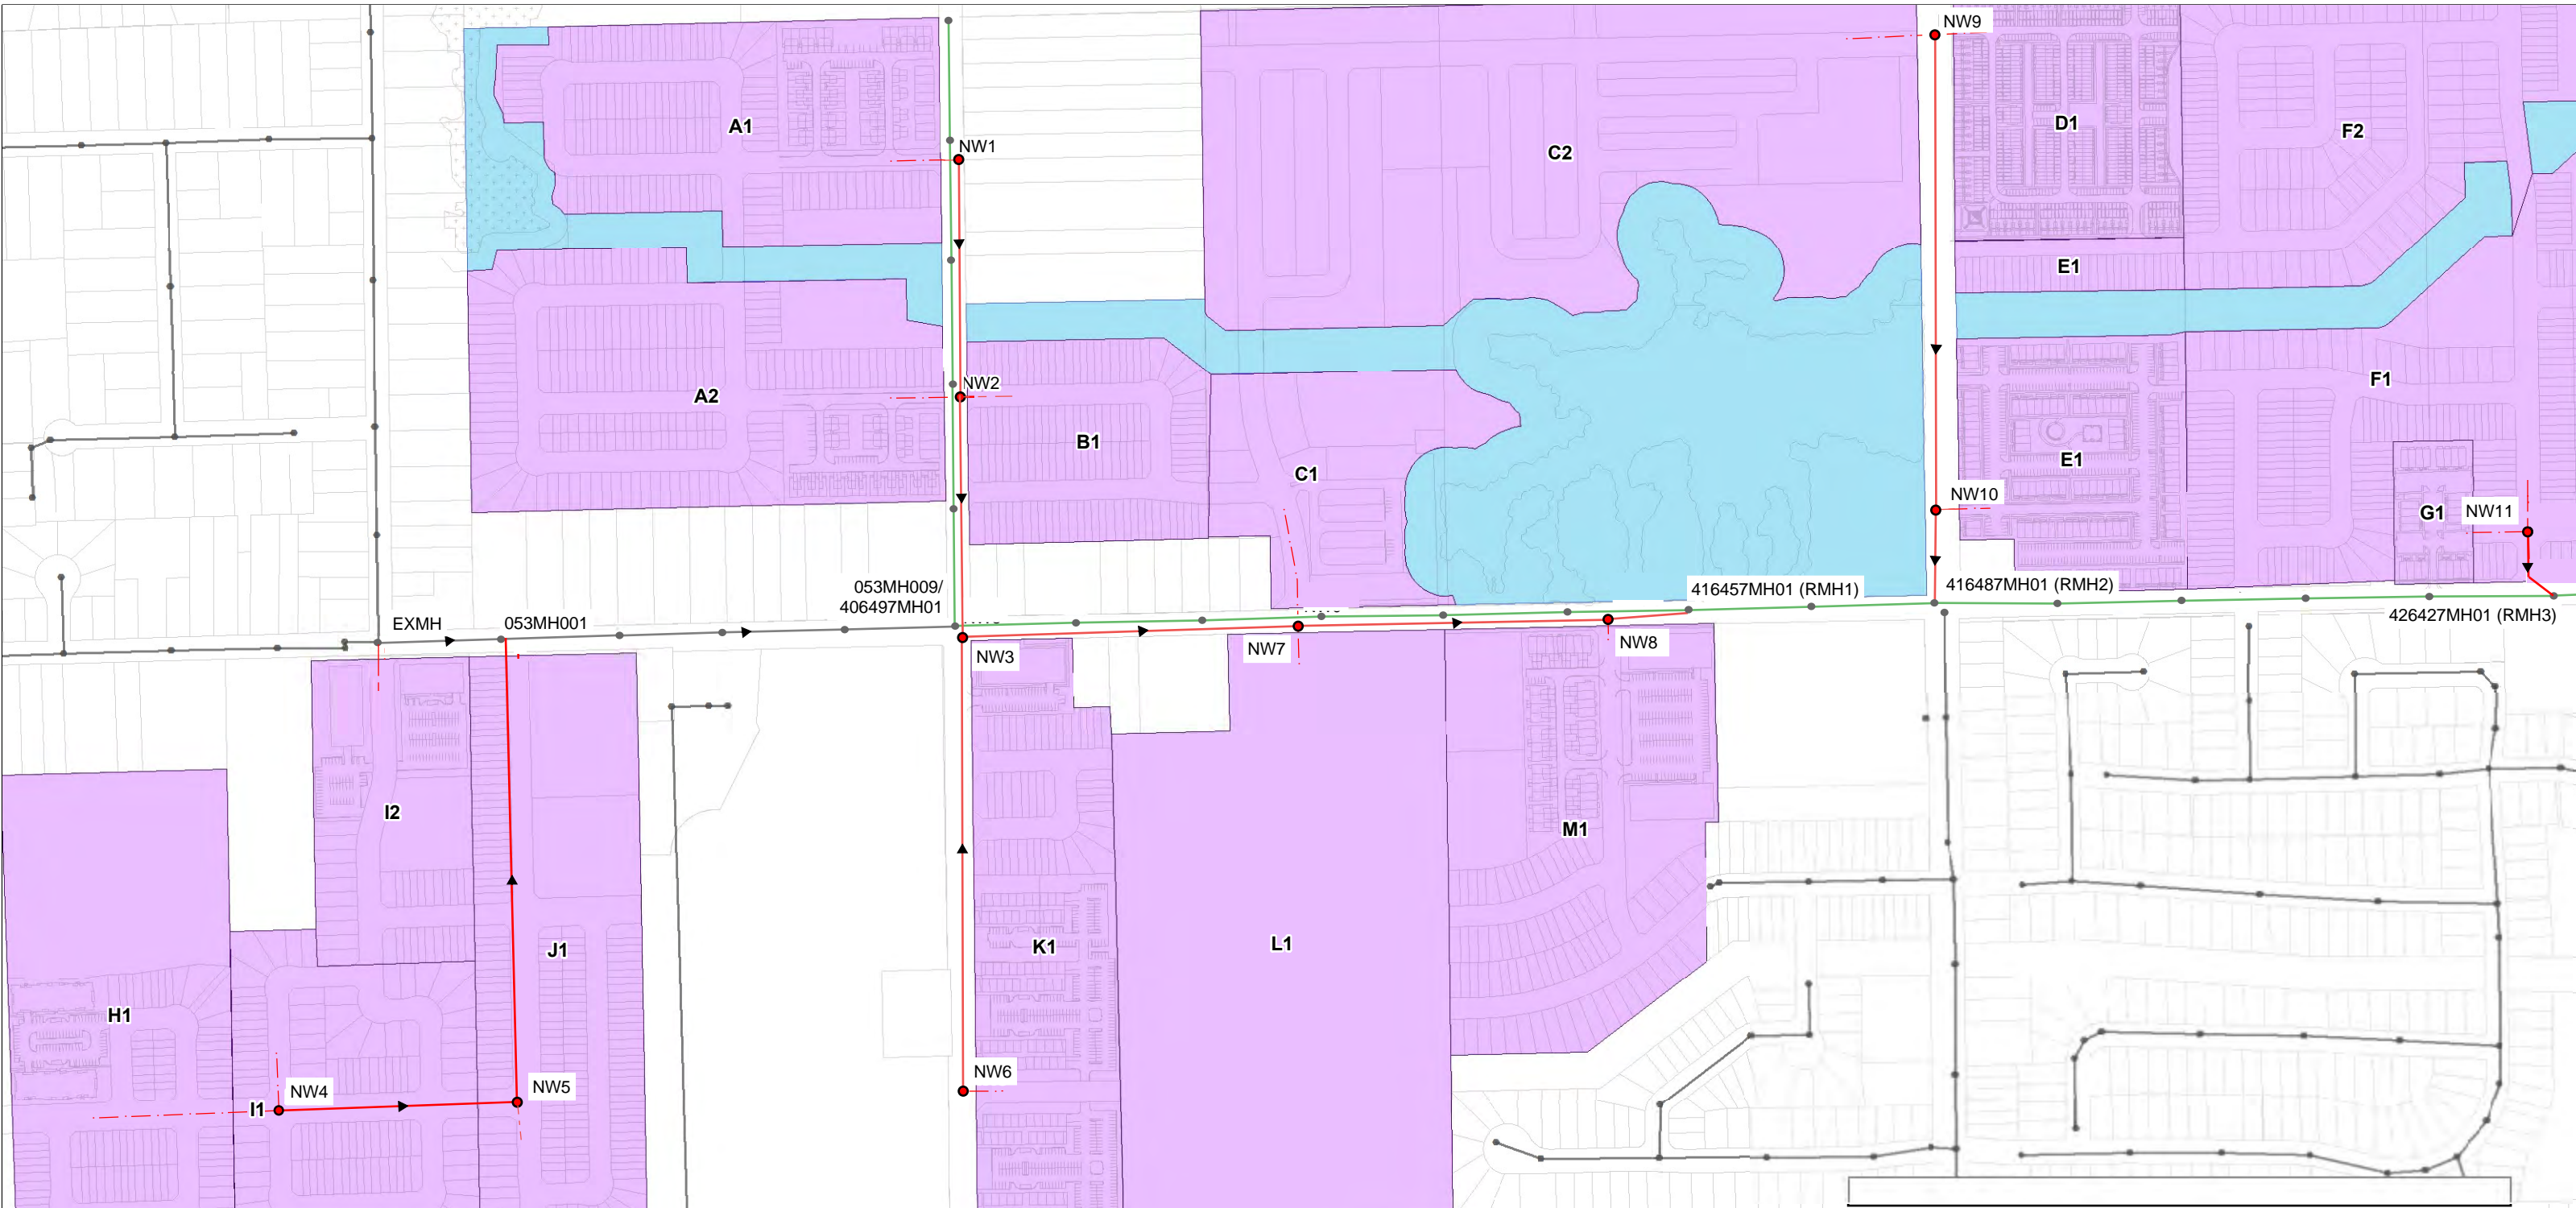 NW9
D1
F2
A1
NW1
C2
E1
F1
NW2
A2
B1
C1
E1
NW10
G1
NW11
053MH009/
406497MH01
416457MH01 (RMH1)
416487MH01 (RMH2)
426427MH01 (RMH3)
EXMH
053MH001
NW3
NW7
NW8
I2
M1
J1
K1
L1
H1
NW6
NW4
NW5
I1